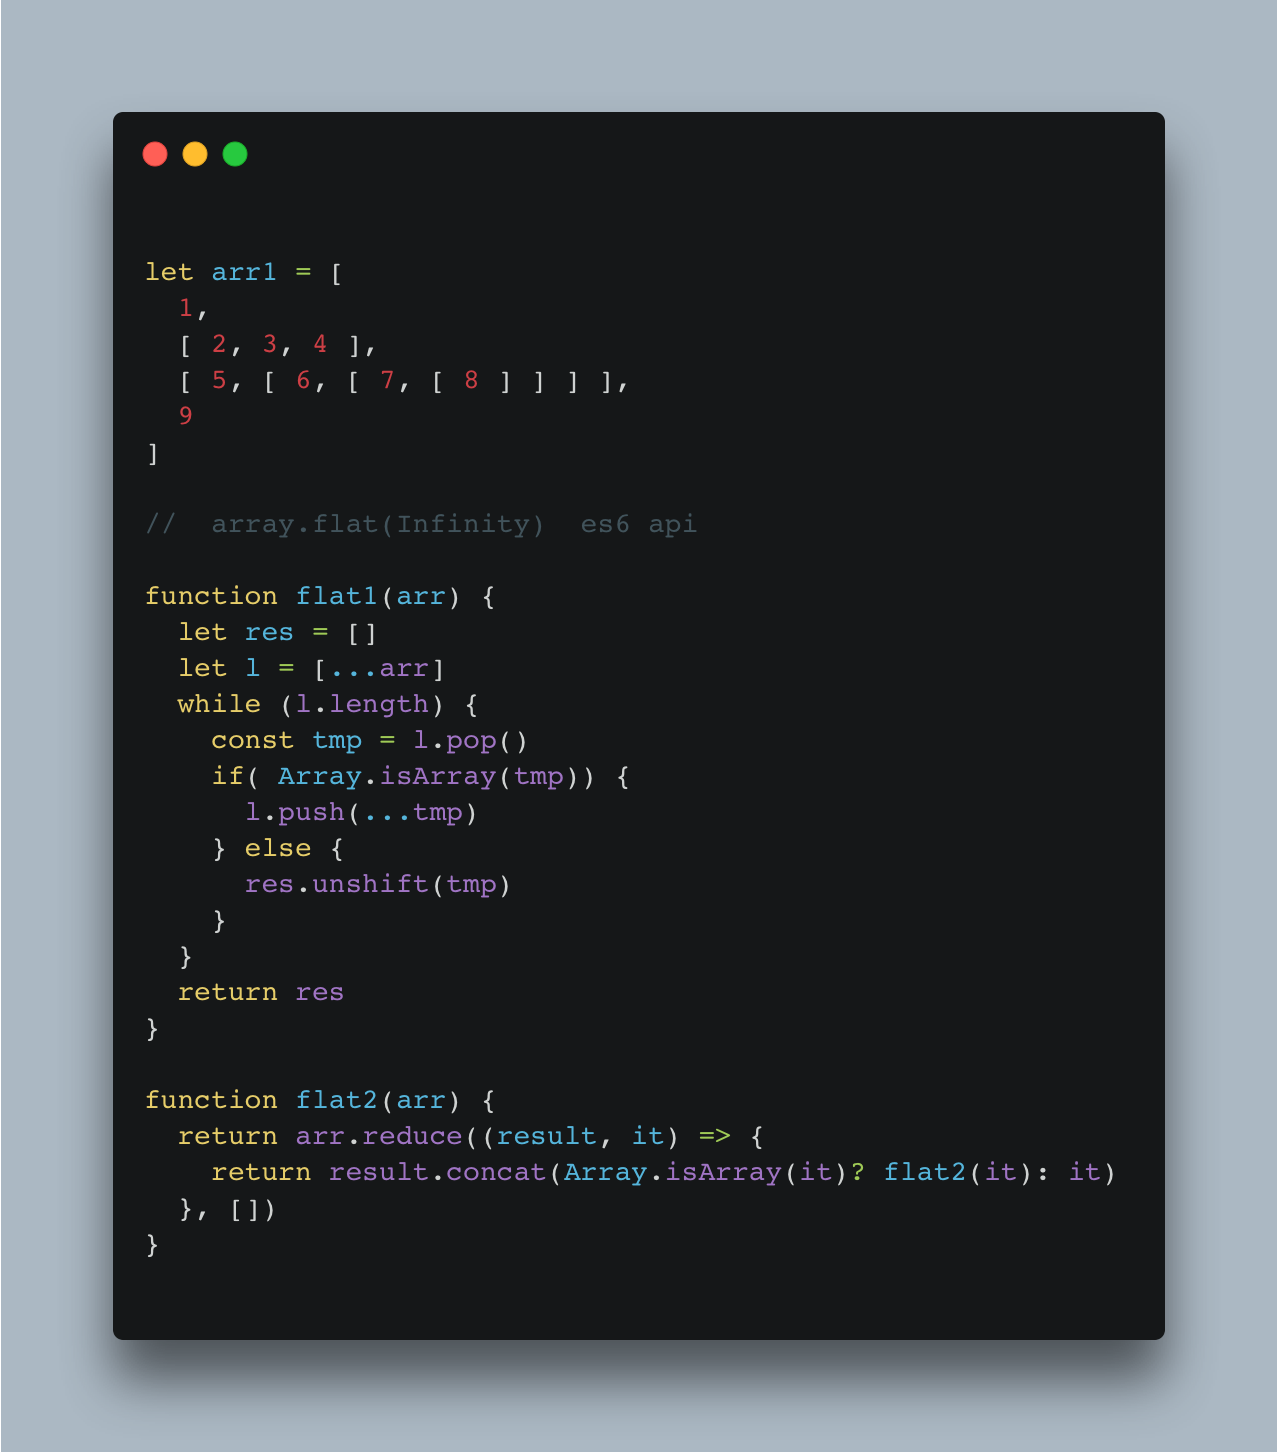 let arr1 = [
  1,
  [ 2, 3, 4 ],
  [ 5, [ 6, [ 7, [ 8 ] ] ] ],
  9
]
//  array.flat(Infinity)  es6 api
function flat1(arr) {
  let res = []
  let l = [...arr]
  while (l.length) {
    const tmp = l.pop()
    if( Array.isArray(tmp)) {
      l.push(...tmp)
    } else {
      res.unshift(tmp)
    }
  }
  return res
}
function flat2(arr) {
  return arr.reduce((result, it) => {
    return result.concat(Array.isArray(it)? flat2(it): it)
  }, [])
}